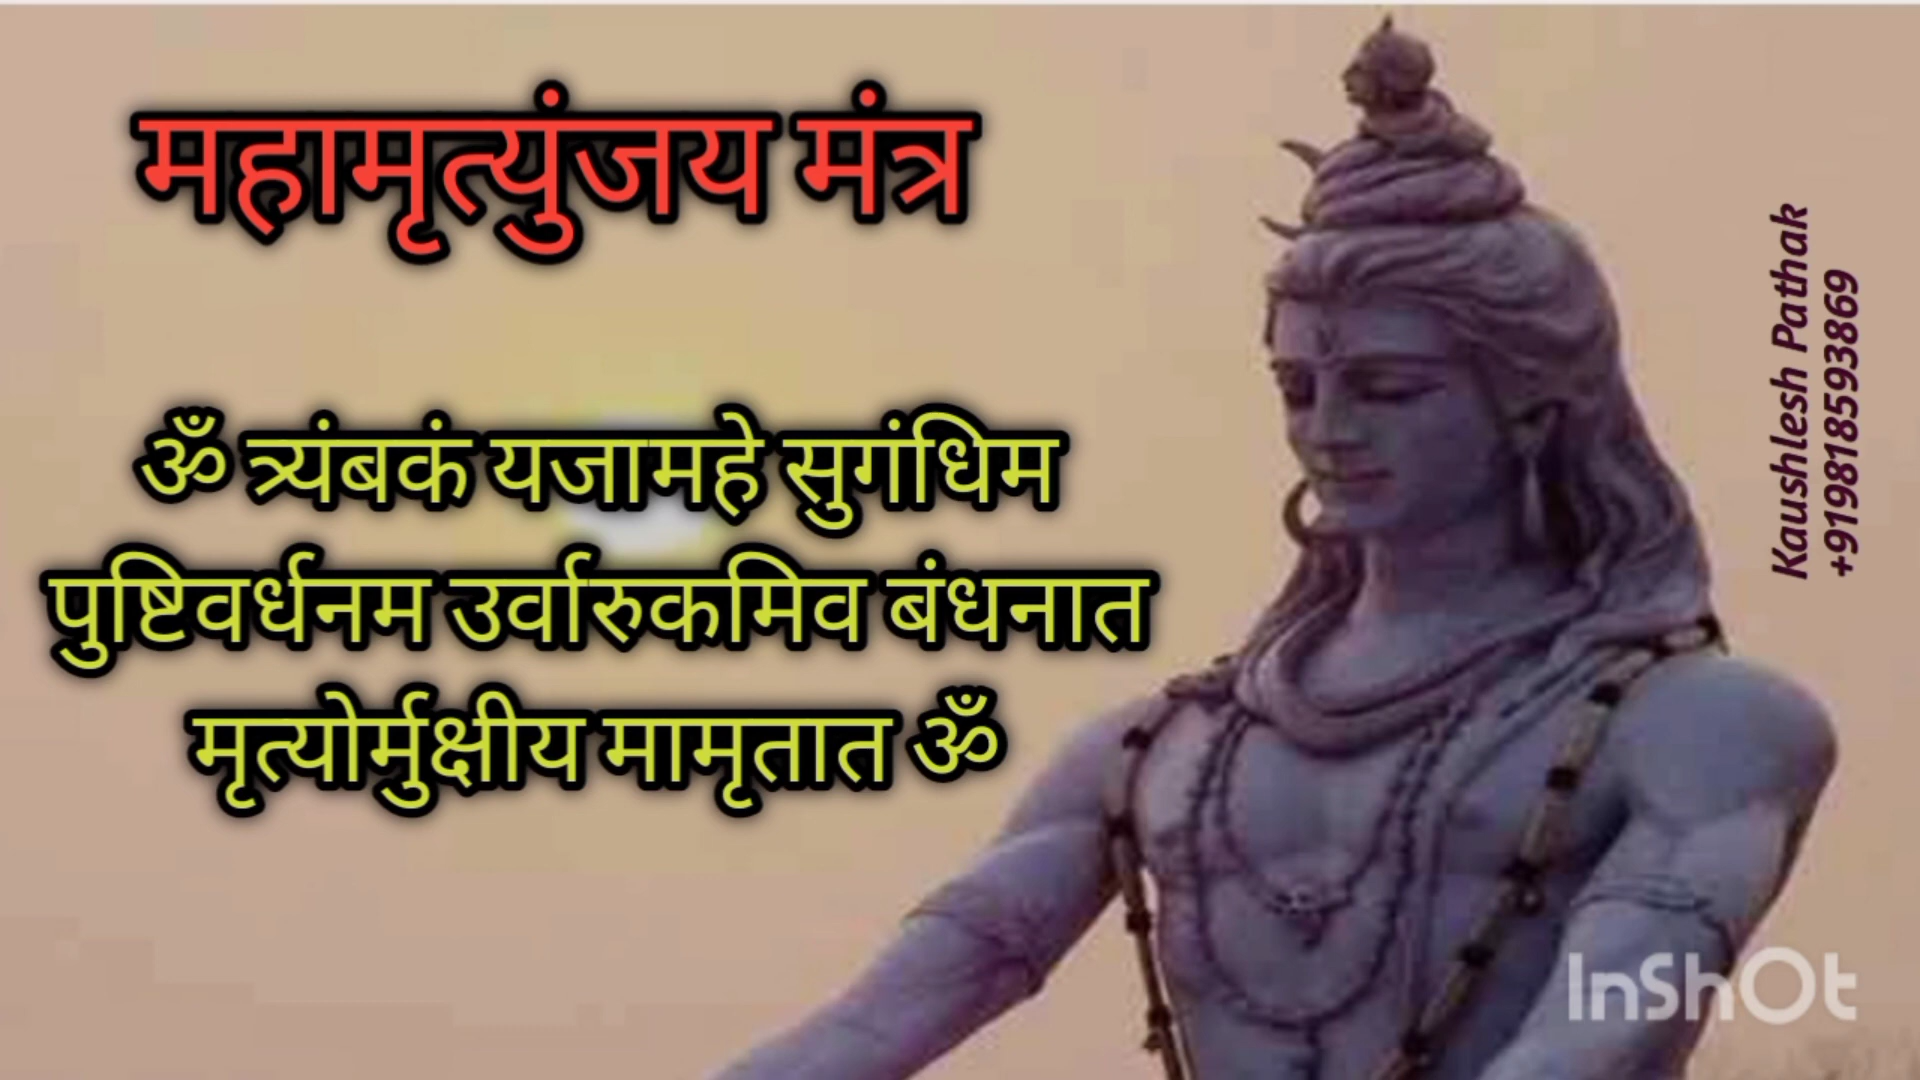 महामृत्युंजय मंत्र
ॐ त्र्यंबकं यजामहे सुगंधिम
पुष्टिवर्धनम उर्वारुकमिव बंधनात
मृत्योर्मुक्षीय मामृतात ॐ
Kaushlesh Pathak
+919818593869
InShOt